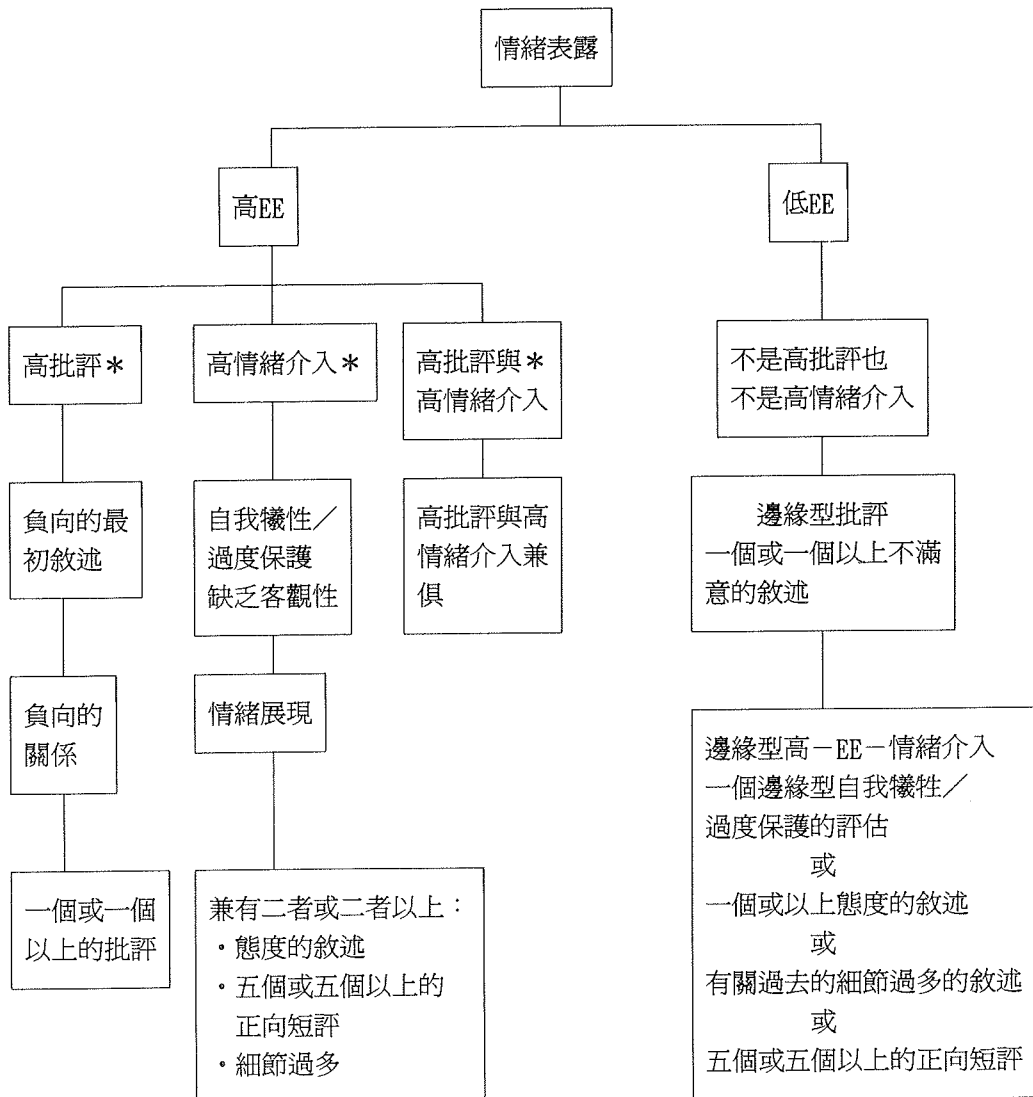 情緒表露
高EE
低EE
高批評＊
高情緒介入＊
高批評與＊
高情緒介入
不是高批評也
不是高情緒介入
負向的最
初敘述
自我犧性／
過度保護
缺乏客觀性
高批評與高
情緒介入兼
俱
邊緣型批評
一個或一個以上不滿
意的敘述
負向的
關係
情緒展現
邊緣型高－EE－情緒介入
一個邊緣型自我犧牲／
過度保護的評估
或
一個或以上態度的敘述
或
有關過去的細節過多的敘述
或
五個或五個以上的正向短評
一個或一個
以上的批評
兼有二者或二者以上：
・態度的敘述
・五個或五個以上的
正向短評
・細節過多